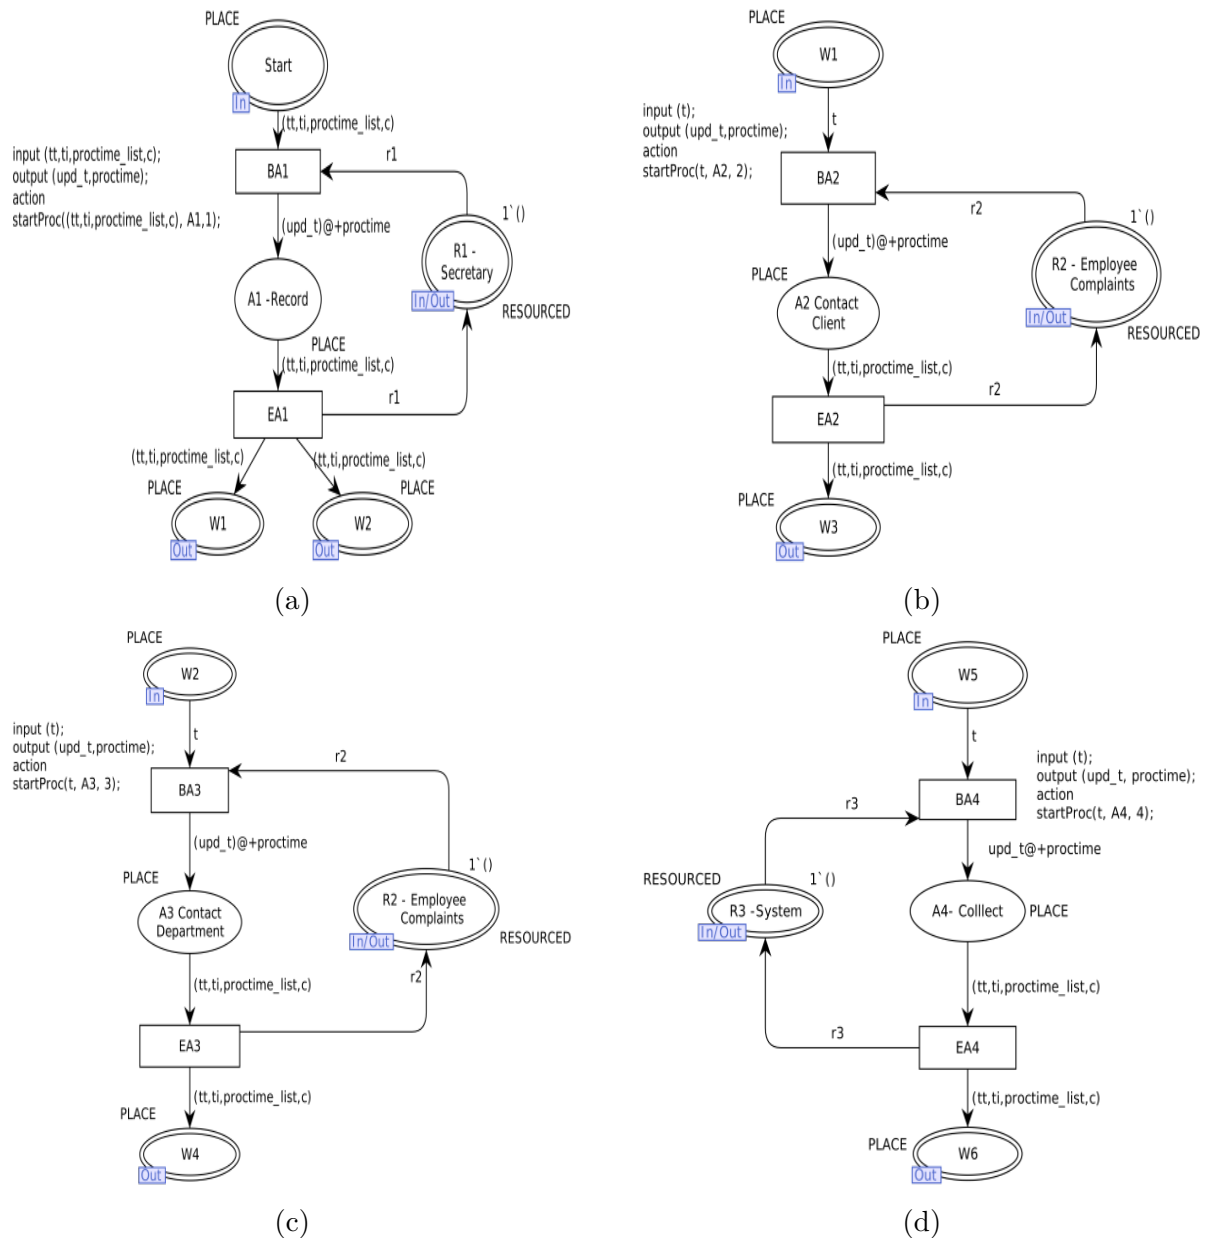 PLACE
Start
In
(tt,ti,proctime_list,c)
input (tt,ti,proctime_list,c);
output (upd_t,proctime);
action
startProc((tt,ti,proctime_list,c), A1,1);
BA1
r1
1`()
(upd_t)@+proctime
R1 -
Secretary
In/Out
RESOURCED
A1 -Record
PLACE
(tt,ti,proctime_list,c)
EA1
r1
(tt,ti,proctime_list,c)
(tt,ti,proctime_list,c)
PLACE
PLACE
W1
W2
Out
Out
(a)
PLACE
W1
In
input (t);
output (upd_t,proctime);
action
startProc(t, A2, 2);
t
BA2
r2
1`()
(upd_t)@+proctime
R2 - Employee
Complaints
In/Out
RESOURCED
PLACE
A2 Contact
Client
(tt,ti,proctime_list,c)
r2
EA2
(tt,ti,proctime_list,c)
PLACE
W3
Out
(b)
PLACE
W2
In
input (t);
output (upd_t,proctime);
action
startProc(t, A3, 3);
t
r2
BA3
(upd_t)@+proctime
1`()
PLACE
R2 - Employee
Complaints
In/Out
RESOURCED
A3 Contact
Department
(tt,ti,proctime_list,c)
r2
EA3
(tt,ti,proctime_list,c)
PLACE
W4
Out
(c)
PLACE
W5
In
t
input (t);
output (upd_t, proctime);
action
startProc(t, A4, 4);
r3
BA4
upd_t@+proctime
RESOURCED
1`()
R3 -System
In/Out
A4- Colllect
PLACE
(tt,ti,proctime_list,c)
r3
EA4
(tt,ti,proctime_list,c)
PLACE
W6
Out
(d)